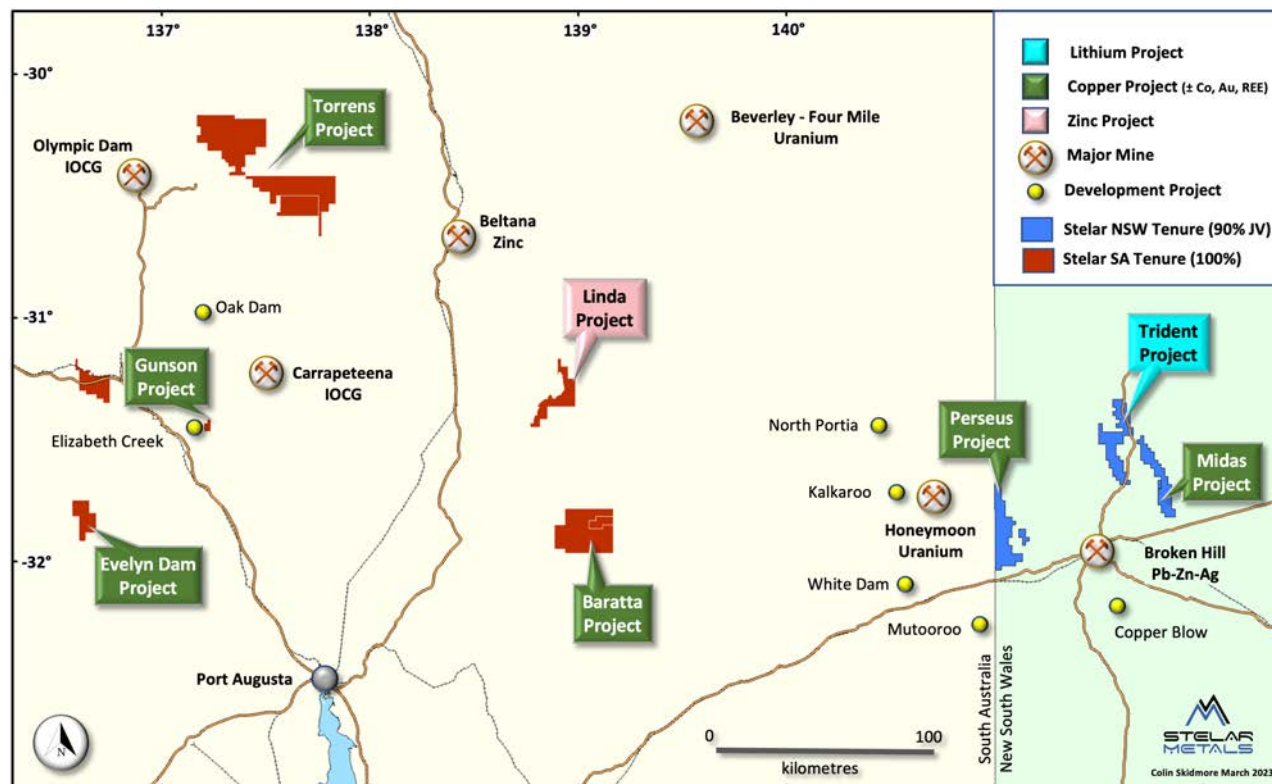 137°
138°
139°
140°
-30°
-31°
-32°
Torrens
Project
Olympic Dam
IOCG
Beverley - Four Mile
Uranium
Beltana
Zinc
Oak Dam
Linda
Project
Gunson
Project
Carrapeteena
IOCG
Elizabeth Creek
North Portia
Perseus
Project
Trident
Project
Midas
Project
Kalkaroo
Honeymoon
Uranium
Evelyn Dam
Project
Baratta
Project
Broken Hill
Pb-Zn-Ag
White Dam
Mutooroo
Copper Blow
Port Augusta
South Australia
New South Wales
N
0
100
kilometres
Lithium Project
Copper Project (± Co, Au, REE)
Zinc Project
Major Mine
Development Project
Stelar NSW Tenure (90% JV)
Stelar SA Tenure (100%)
STELAR
METALS
Colin Skidmore March 2023